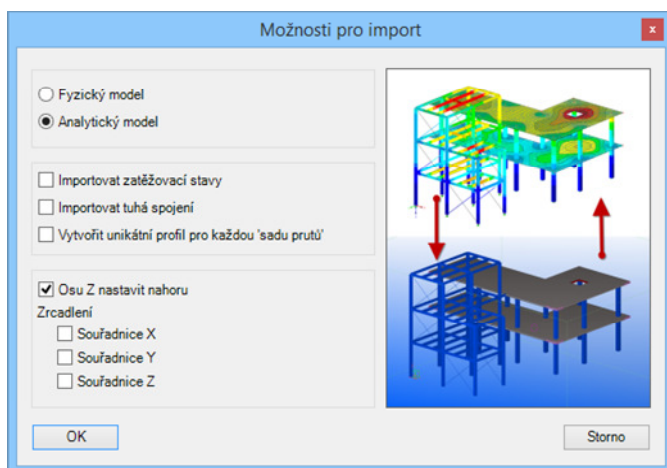 Možnosti pro import
x
Fyzický model
Analytický model
Importovat zatěžovací stavy
Importovat tuhá spojení
Vytvořit unikátní profil pro každou 'sadu prutů'
Osu Z nastavit nahoru
Zrcadlení
Souřadnice X
Souřadnice Y
Souřadnice Z
OK
Storno